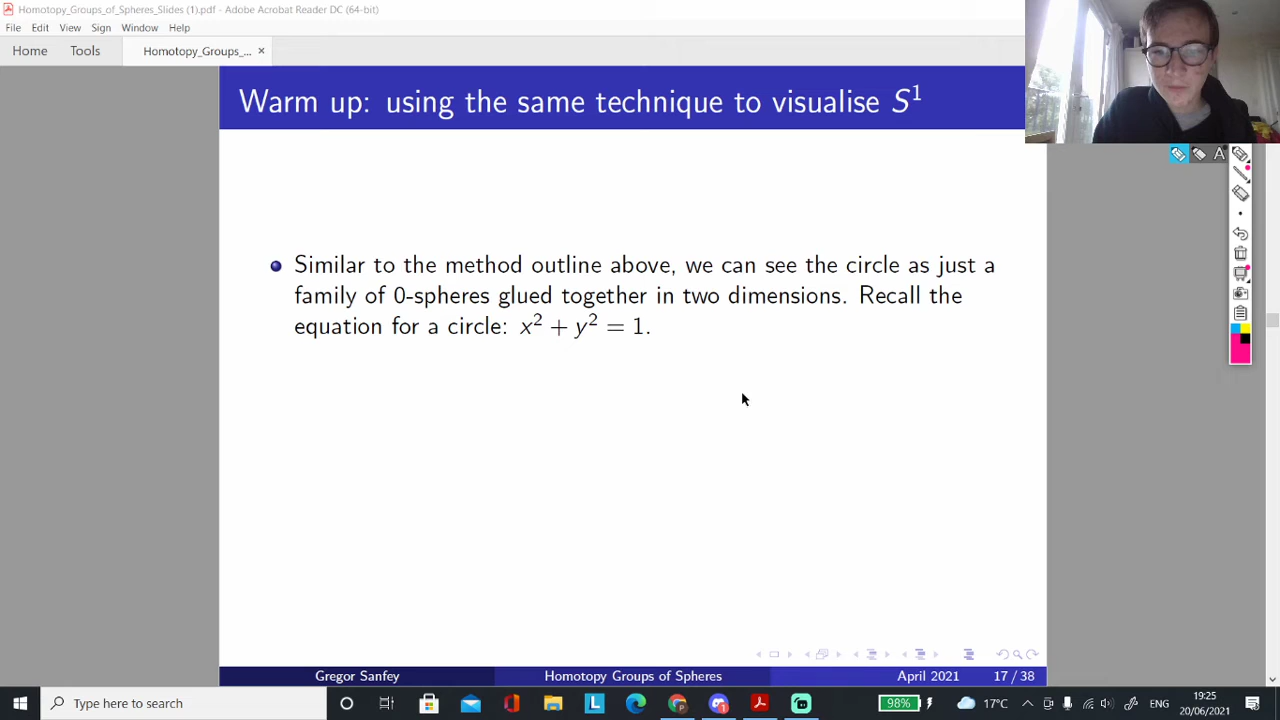 Homotopy_Groups_of_Spheres_Slides (1).pdf - Adobe Acrobat Reader DC (64-bit)
File Edit View Sign Window Help
Home Tools Homotopy_Groups_... ×
Warm up: using the same technique to visualise S¹
A
Similar to the method outline above, we can see the circle as just a
family of 0-spheres glued together in two dimensions. Recall the
equation for a circle: x² + y² = 1.
Gregor Sanfey Homotopy Groups of Spheres April 2021 17 / 38
Type here to search 98% 17°C ENG 19:25
20/06/2021